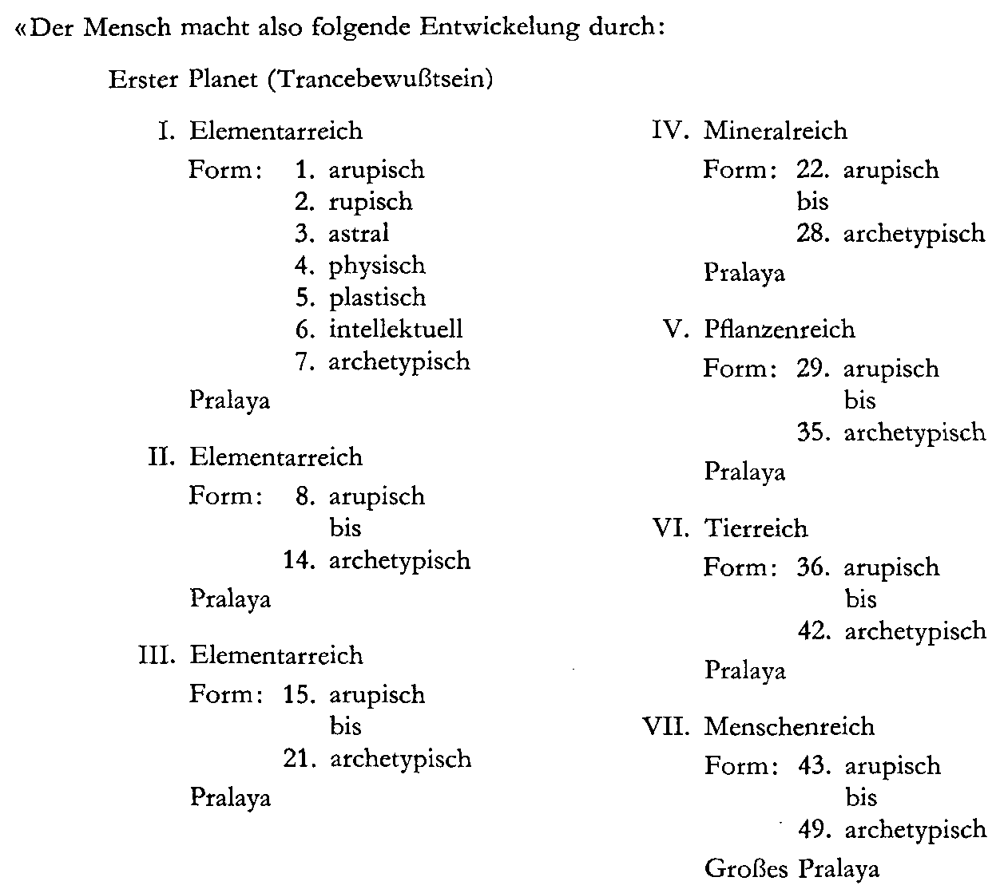 «Der Mensch macht also folgende Entwickelung durch:
Erster Planet (Trancebewußtsein)
I. Elementarreich
Form: 1. arupisch
2. rupisch
3. astral
4. physisch
5. plastisch
6. intellektuell
7. archetypisch
Pralaya
II. Elementarreich
Form: 8. arupisch
bis
14. archetypisch
Pralaya
III. Elementarreich
Form: 15. arupisch
bis
21. archetypisch
Pralaya
IV. Mineralreich
Form: 22. arupisch
bis
28. archetypisch
Pralaya
V. Pflanzenreich
Form: 29. arupisch
bis
35. archetypisch
Pralaya
VI. Tierreich
Form: 36. arupisch
bis
42. archetypisch
Pralaya
VII. Menschenreich
Form: 43. arupisch
bis
49. archetypisch
Großes Pralaya